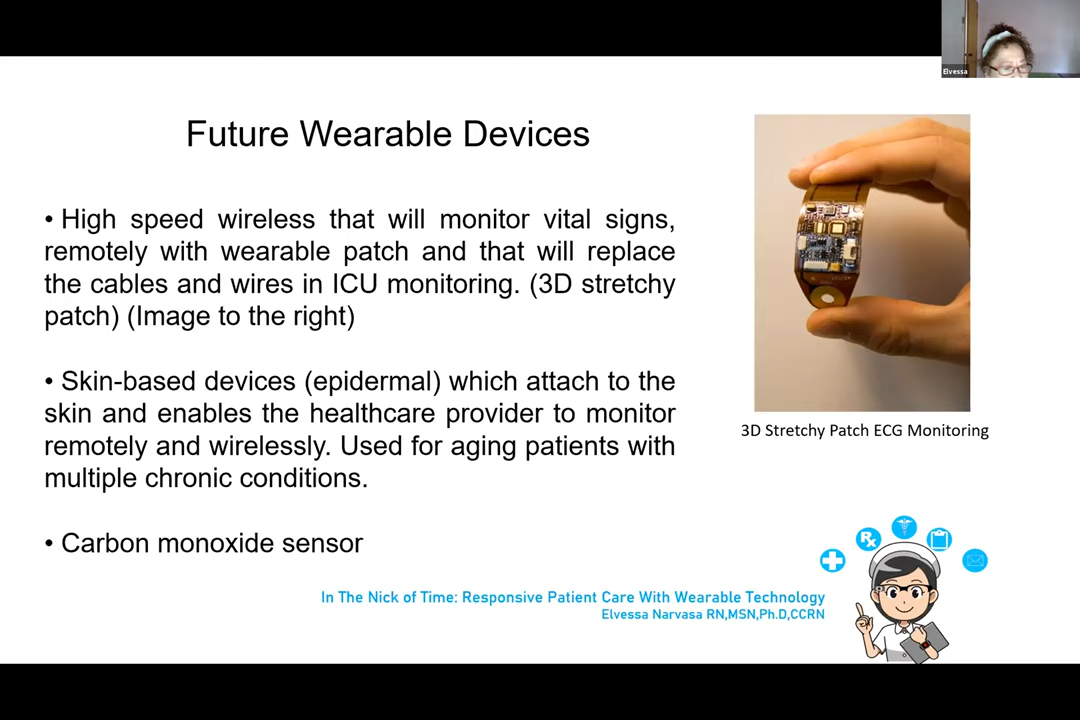 Elvessa
Future Wearable Devices
• High speed wireless that will monitor vital signs,
remotely with wearable patch and that will replace
the cables and wires in ICU monitoring. (3D stretchy
patch) (Image to the right)
• Skin-based devices (epidermal) which attach to the
skin and enables the healthcare provider to monitor
remotely and wirelessly. Used for aging patients with
multiple chronic conditions.
• Carbon monoxide sensor
3D Stretchy Patch ECG Monitoring
Rx
In The Nick of Time: Responsive Patient Care With Wearable Technology
Elvessa Narvasa RN,MSN,Ph.D,CCRN